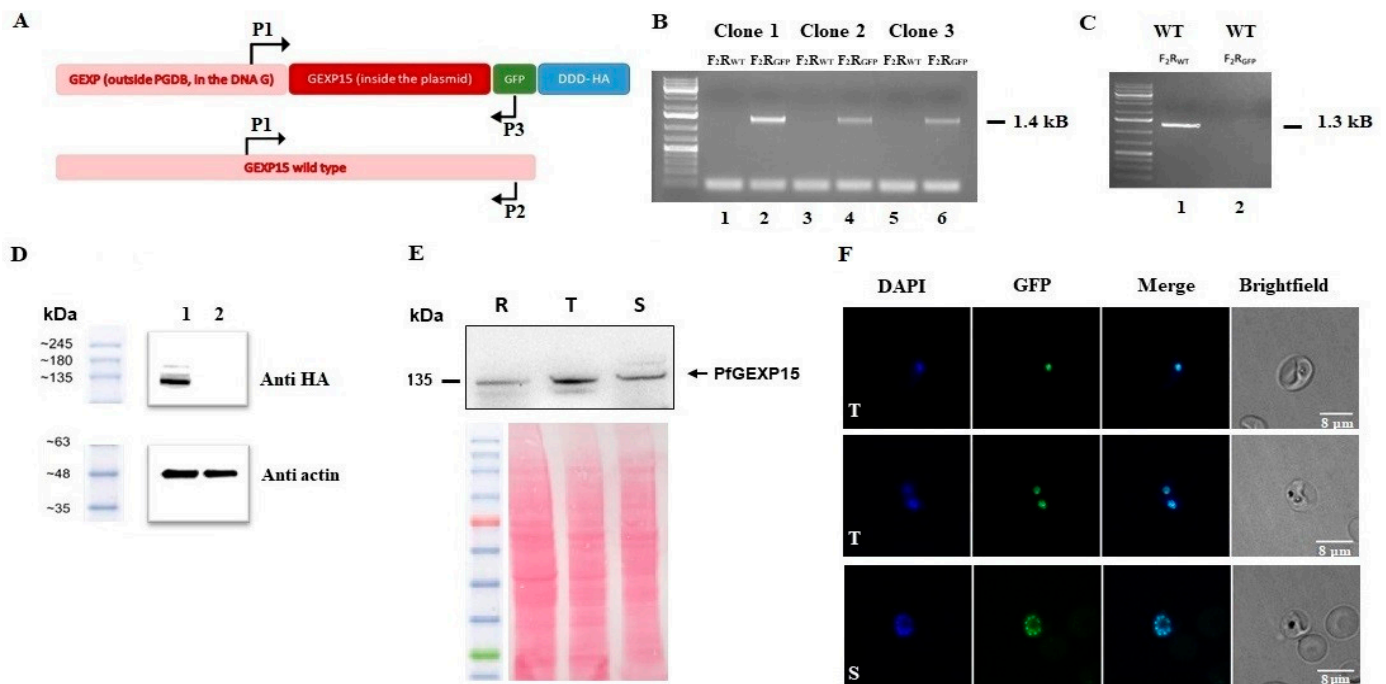 A
P1
GEXP (outside PGDB, in the DNA G)
GEXP15 (inside the plasmid)
GFP
DDD- HA
P3
P1
GEXP15 wild type
P2
B
Clone 1 Clone 2 Clone 3
F2RWT F2RGFP F2RWT F2RGFP F2RWT F2RGFP
1.4 kB
1 2 3 4 5 6
C
WT WT
F2RWT F2RGFP
1.3 kB
1 2
D
kDa 1 2
~245
~180
~135
Anti HA
~63
~48
~35
Anti actin
E
R T S
kDa
135
PfGEXP15
F
DAPI GFP Merge Brightfield
T
8 µm
T
8 µm
S
8 µm